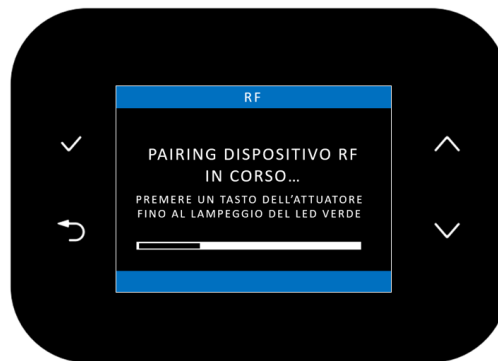 RF
PAIRING DISPOSITIVO RF
IN CORSO...
PREMERE UN TASTO DELL'ATTUATORE
FINO AL LAMPEGGIO DEL LED VERDE